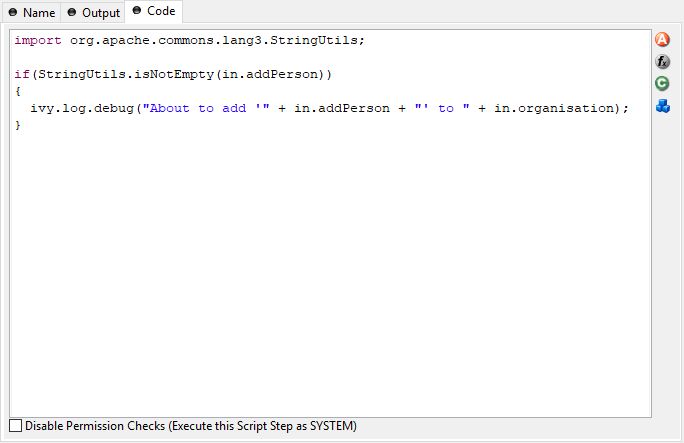 Name Output Code
import org.apache.commons.lang3.StringUtils;
if(StringUtils.isNotEmpty(in.addPerson))
{
ivy.log.debug("About to add '" + in.addPerson + "' to " + in.organisation);
}
A
fx
C
Disable Permission Checks (Execute this Script Step as SYSTEM)